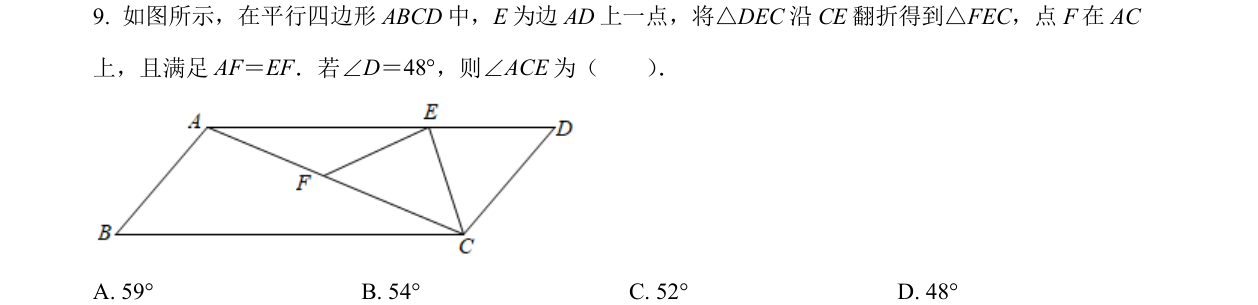 9. 如图所示，在平行四边形 ABCD 中，E 为边 AD 上一点，将△DEC 沿 CE 翻折得到△FEC，点 F 在 AC
上，且满足 AF＝EF．若∠D＝48°，则∠ACE 为（　　）．
A
E
D
F
B
C
A. 59°　B. 54°　C. 52°　D. 48°